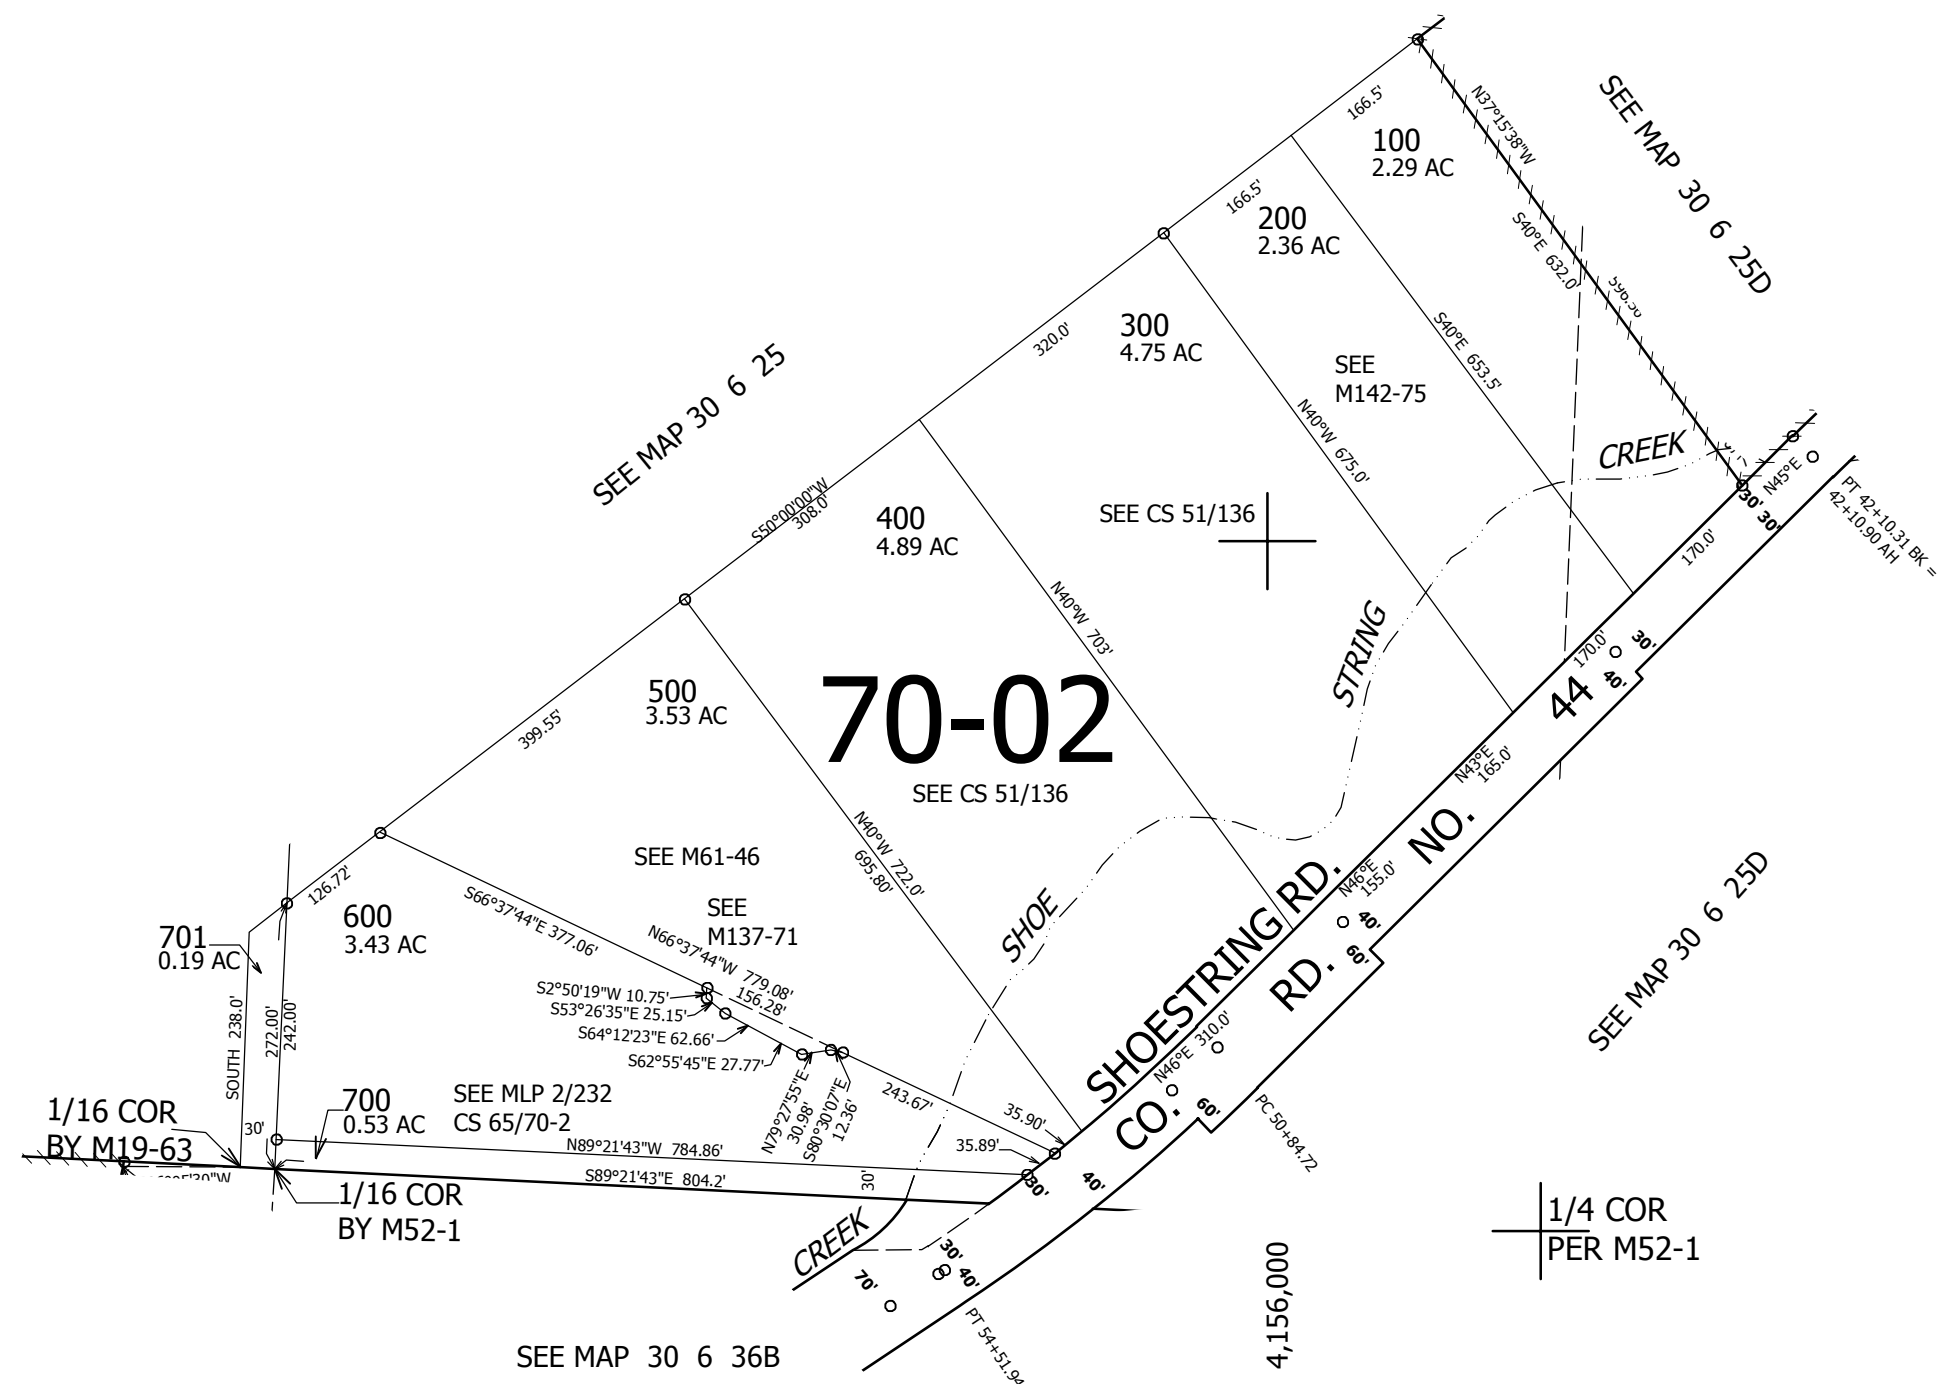 166.5'
100
2.29 AC
N37°15'38"W
S40°E 632.0'
SEE MAP 30 6 25D
166.5'
200
2.36 AC
320.0'
300
4.75 AC
SEE
M142-75
S40°E 653.5'
N40°W 675.0'
CREEK
N45°E
30' 30'
PT 42+10.31 BK =
42+10.90 AH
170.0'
SEE MAP 30 6 25
S50°00'00"W
308.0'
400
4.89 AC
SEE CS 51/136
N40°W 703'
STRING
170.0'
30'
40'
44
500
3.53 AC
399.55'
70-02
SEE CS 51/136
N43°E
165.0'
NO.
N40°W 722.0'
695.80'
SEE M61-46
SEE
M137-71
SHOE
SHOESTRING RD.
N46°E
155.0'
40'
60'
RD.
SEE MAP 30 6 25D
126.72'
600
3.43 AC
S66°37'44"E 377.06'
N66°37'44"W 779.08'
156.28'
701
0.19 AC
S2°50'19"W 10.75'
S53°26'35"E 25.15'
S64°12'23"E 62.66'
S62°55'45"E 27.77'
SOUTH 238.0'
272.00'
242.00'
N79°27'55"E
30.98'
S80°30'07"E
12.36'
243.67'
35.90'
35.89'
N46°E 310.0'
60'
CO.
PC 50+84.72
1/16 COR
BY M19-63
30'
700
0.53 AC
SEE MLP 2/232
CS 65/70-2
N89°21'43"W 784.86'
S89°21'43"E 804.2'
30'
30'
40'
1/16 COR
BY M52-1
CREEK
30'
40'
70'
PT 54+51.94
1/4 COR
PER M52-1
4,156,000
SEE MAP 30 6 36B